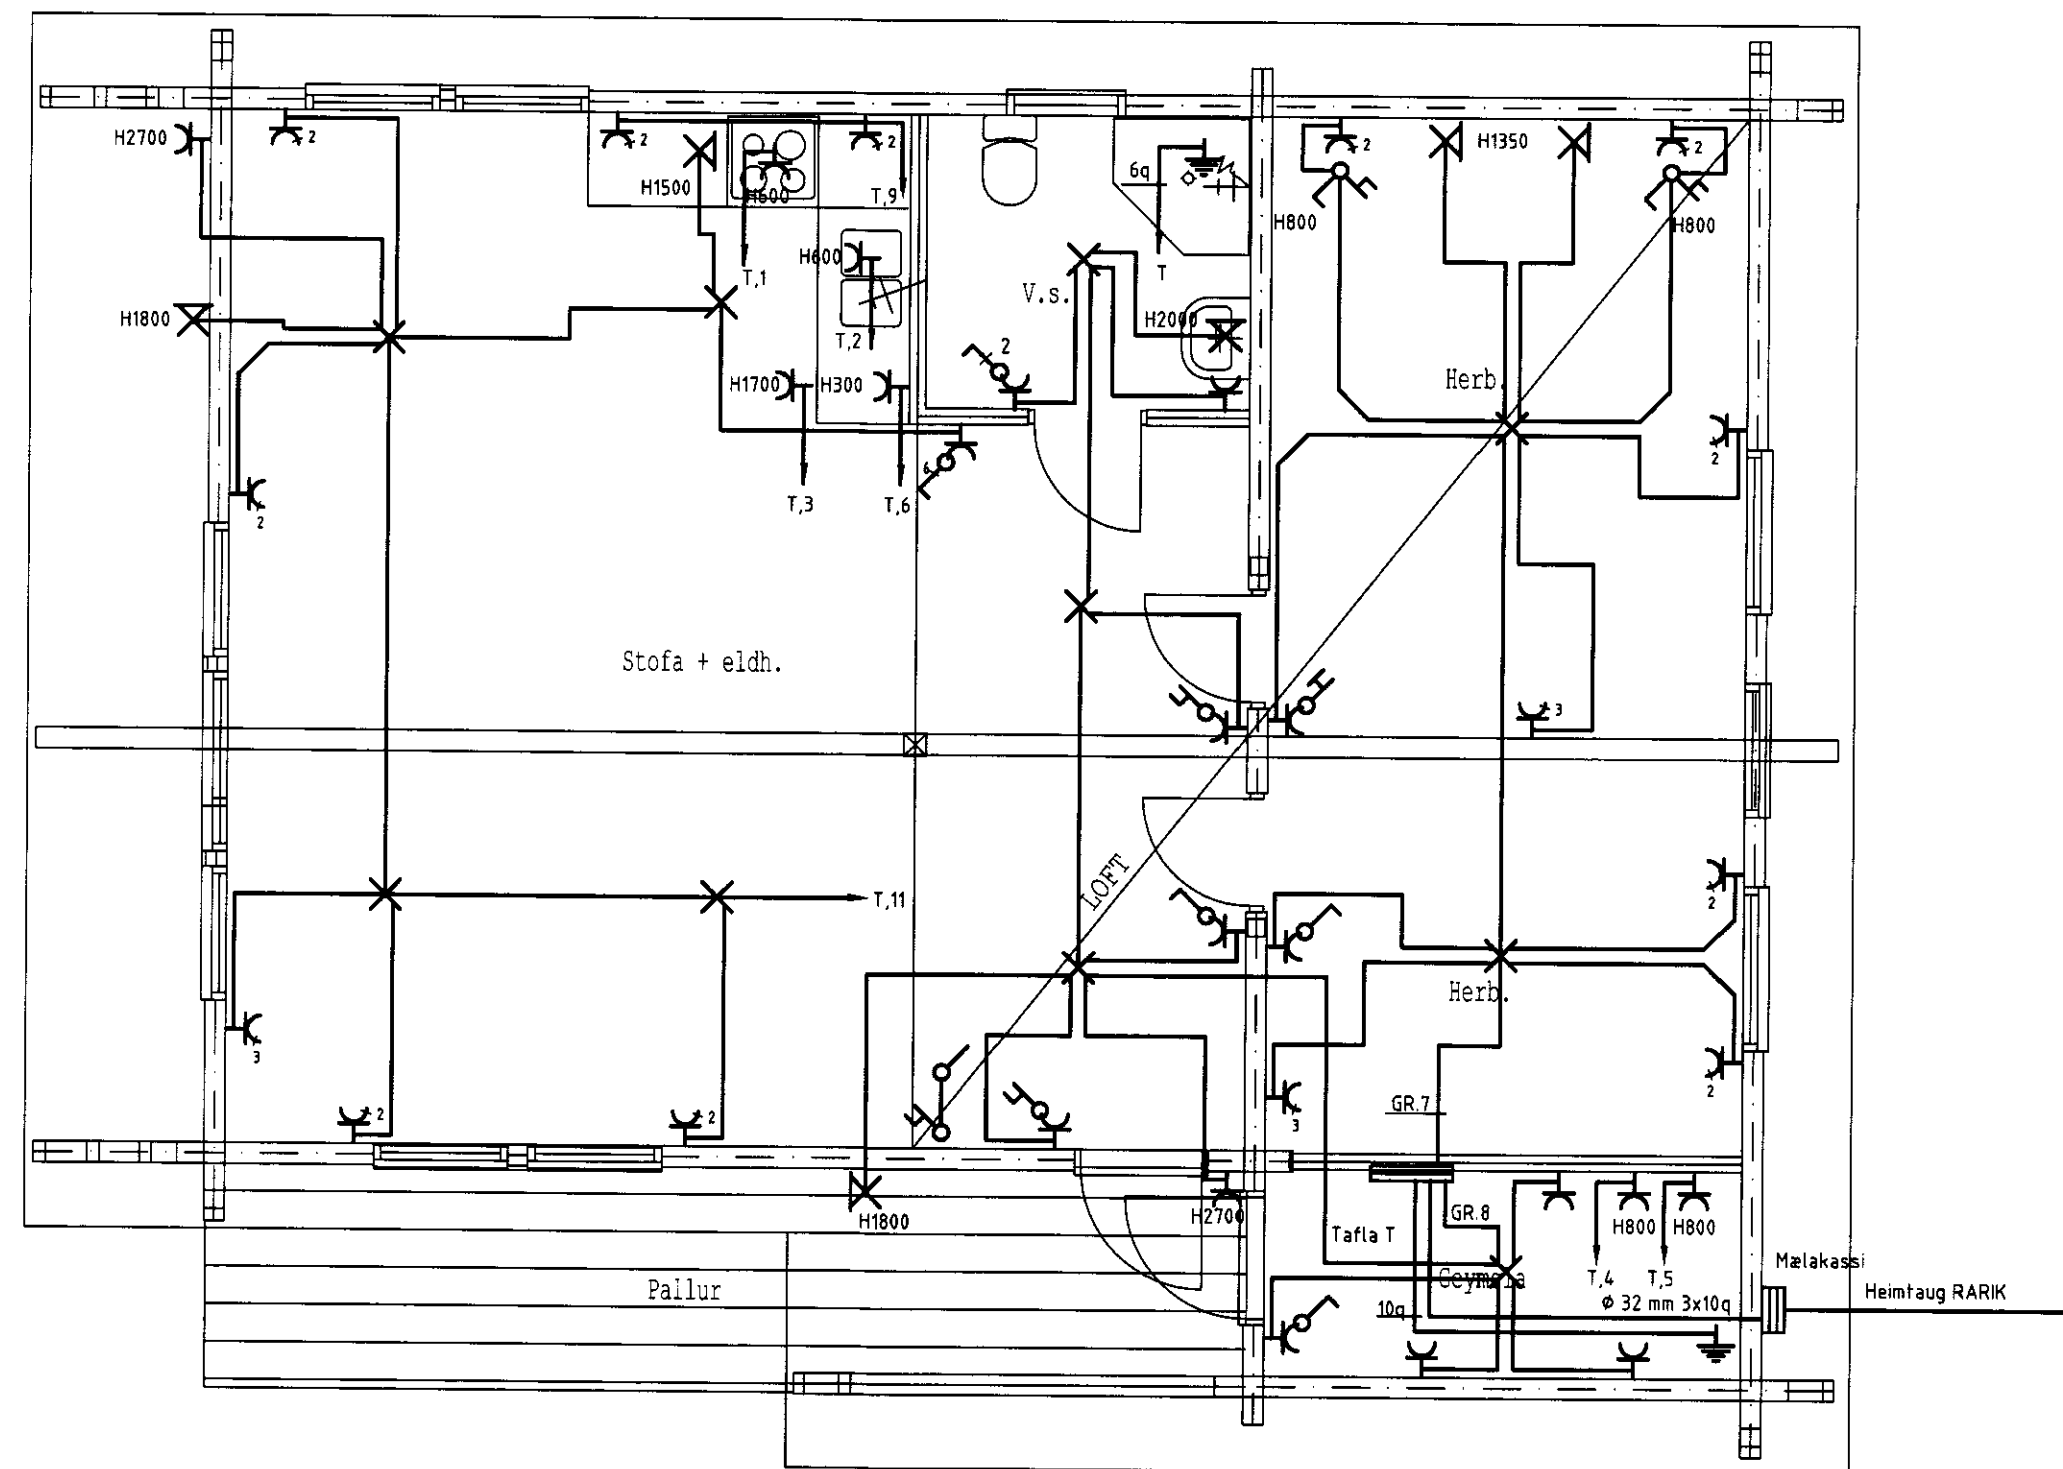 H2700
2
2
2
H1500
H600
T,9
6q
H1350
2
2
H800
H800
T,1
H600
T
V.s.
H1800
T,2
H2000
2
H1700
H300
Herb.
2
6
T,3
T,6
2
Stofa + eldh.
3
LOFT
T,11
2
Herb.
3
2
2
2
GR.7
3
H1800
H2700
Tafla T
GR.8
H800
H800
Pallur
Geymsla
T,4
T,5
Mælakassi
10q
ϕ 32 mm 3x10q
Heimtaug RARIK